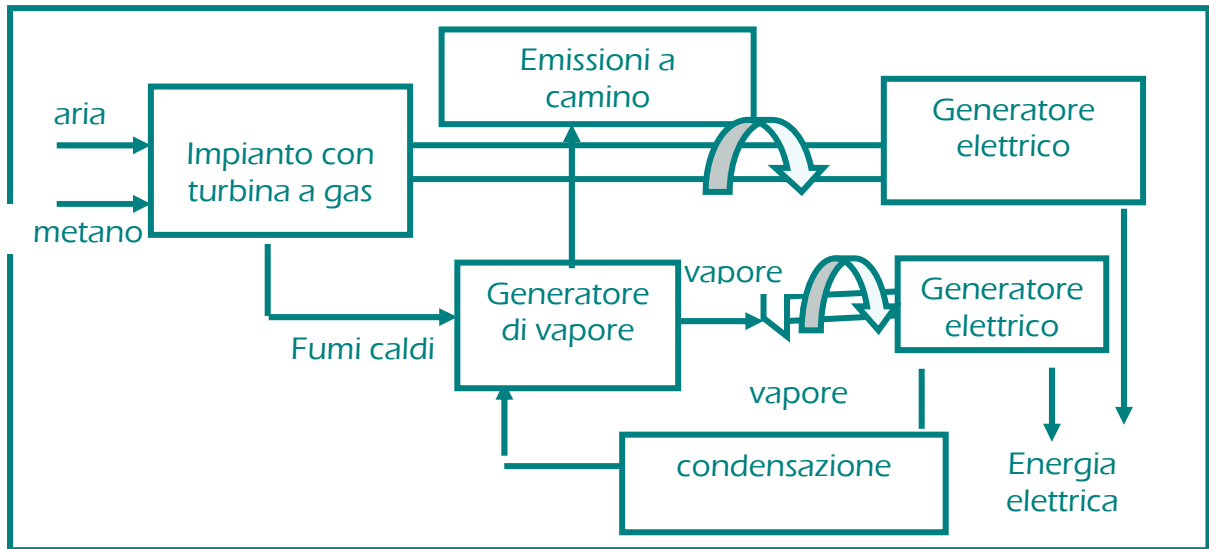 Emissioni a
camino
Generatore
elettrico
aria
Impianto con
turbina a gas
metano
vapore
Generatore
di vapore
Generatore
elettrico
Fumi caldi
vapore
condensazione
Energia
elettrica